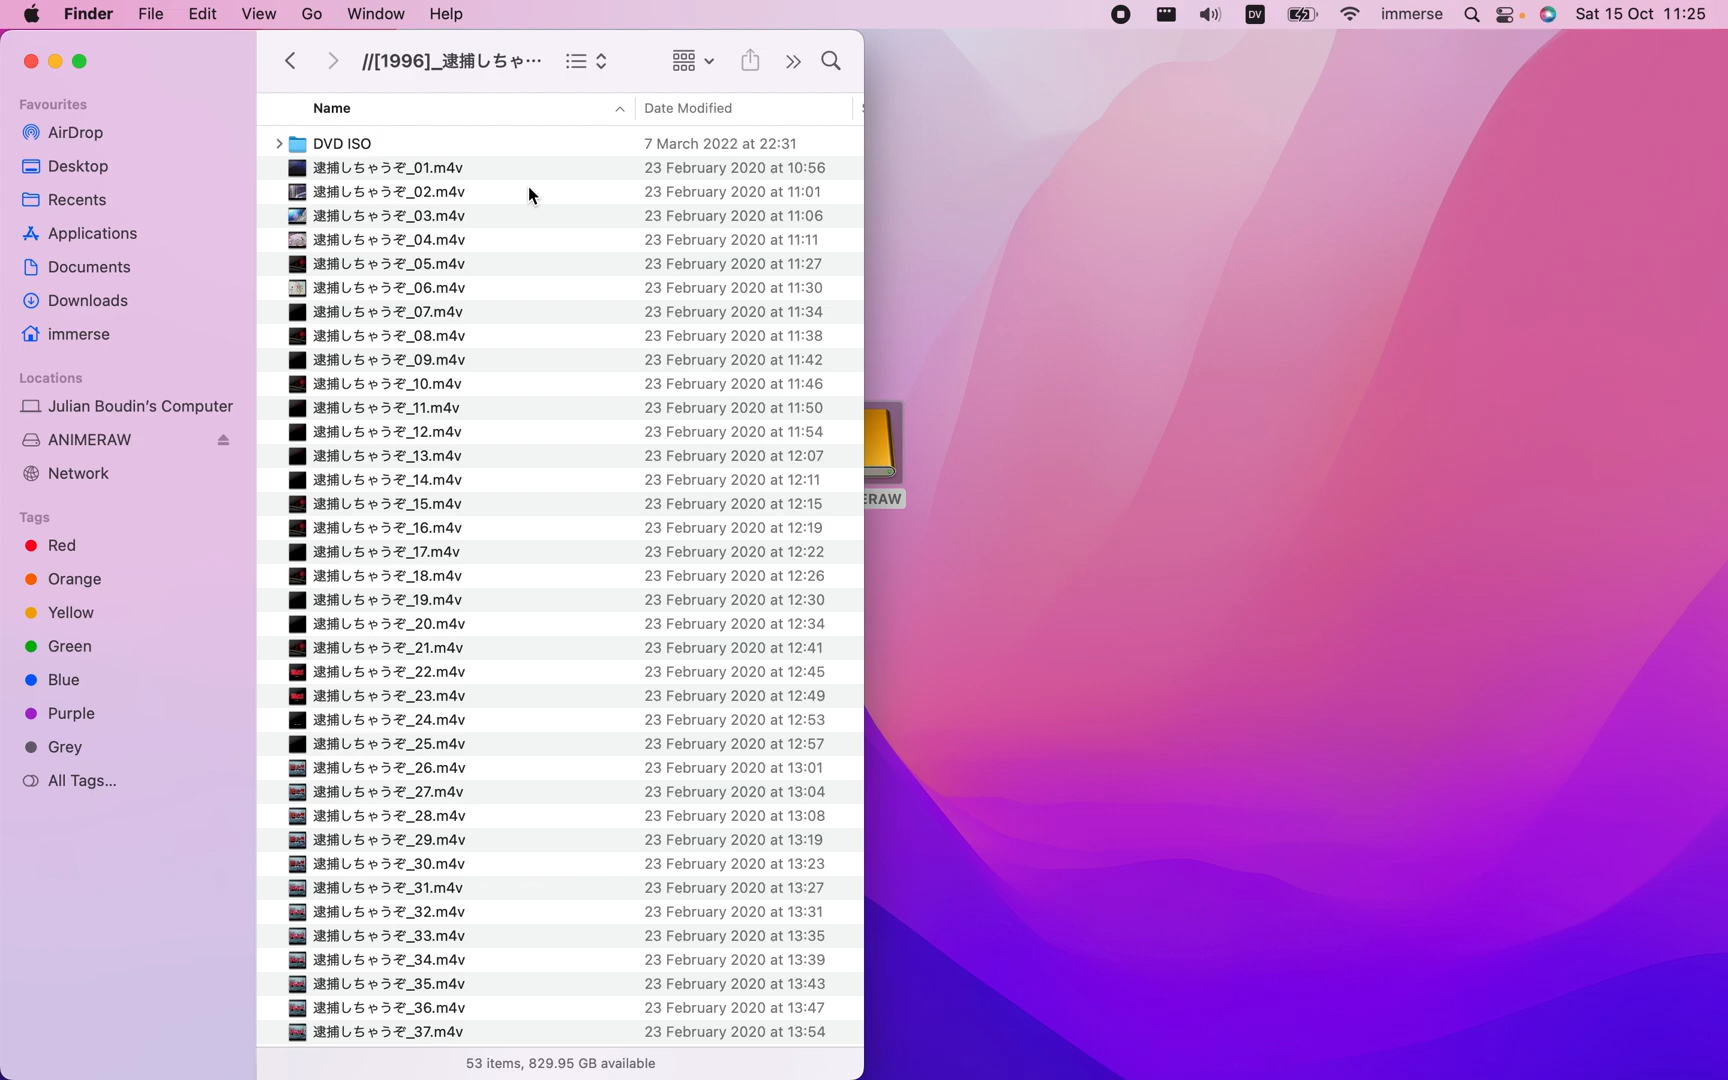 Finder File Edit View Go Window Help
DV immerse Sat 15 Oct 11:25
//[1996]_逮捕しちゃ…
Favourites
AirDrop
Desktop
Recents
Applications
Documents
Downloads
immerse
Locations
Julian Boudin's Computer
ANIMERAW
Network
Tags
Red
Orange
Yellow
Green
Blue
Purple
Grey
All Tags...
Name Date Modified
DVD ISO 7 March 2022 at 22:31
逮捕しちゃうぞ_01.m4v 23 February 2020 at 10:56
逮捕しちゃうぞ_02.m4v 23 February 2020 at 11:01
逮捕しちゃうぞ_03.m4v 23 February 2020 at 11:06
逮捕しちゃうぞ_04.m4v 23 February 2020 at 11:11
逮捕しちゃうぞ_05.m4v 23 February 2020 at 11:27
逮捕しちゃうぞ_06.m4v 23 February 2020 at 11:30
逮捕しちゃうぞ_07.m4v 23 February 2020 at 11:34
逮捕しちゃうぞ_08.m4v 23 February 2020 at 11:38
逮捕しちゃうぞ_09.m4v 23 February 2020 at 11:42
逮捕しちゃうぞ_10.m4v 23 February 2020 at 11:46
逮捕しちゃうぞ_11.m4v 23 February 2020 at 11:50
逮捕しちゃうぞ_12.m4v 23 February 2020 at 11:54
逮捕しちゃうぞ_13.m4v 23 February 2020 at 12:07
逮捕しちゃうぞ_14.m4v 23 February 2020 at 12:11
逮捕しちゃうぞ_15.m4v 23 February 2020 at 12:15
逮捕しちゃうぞ_16.m4v 23 February 2020 at 12:19
逮捕しちゃうぞ_17.m4v 23 February 2020 at 12:22
逮捕しちゃうぞ_18.m4v 23 February 2020 at 12:26
逮捕しちゃうぞ_19.m4v 23 February 2020 at 12:30
逮捕しちゃうぞ_20.m4v 23 February 2020 at 12:34
逮捕しちゃうぞ_21.m4v 23 February 2020 at 12:41
逮捕しちゃうぞ_22.m4v 23 February 2020 at 12:45
逮捕しちゃうぞ_23.m4v 23 February 2020 at 12:49
逮捕しちゃうぞ_24.m4v 23 February 2020 at 12:53
逮捕しちゃうぞ_25.m4v 23 February 2020 at 12:57
逮捕しちゃうぞ_26.m4v 23 February 2020 at 13:01
逮捕しちゃうぞ_27.m4v 23 February 2020 at 13:04
逮捕しちゃうぞ_28.m4v 23 February 2020 at 13:08
逮捕しちゃうぞ_29.m4v 23 February 2020 at 13:19
逮捕しちゃうぞ_30.m4v 23 February 2020 at 13:23
逮捕しちゃうぞ_31.m4v 23 February 2020 at 13:27
逮捕しちゃうぞ_32.m4v 23 February 2020 at 13:31
逮捕しちゃうぞ_33.m4v 23 February 2020 at 13:35
逮捕しちゃうぞ_34.m4v 23 February 2020 at 13:39
逮捕しちゃうぞ_35.m4v 23 February 2020 at 13:43
逮捕しちゃうぞ_36.m4v 23 February 2020 at 13:47
逮捕しちゃうぞ_37.m4v 23 February 2020 at 13:54
53 items, 829.95 GB available
ERAW